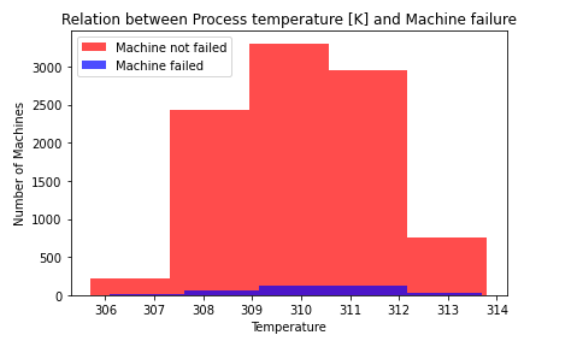 Relation between Process temperature [K] and Machine failure
Machine not failed
Machine failed
Number of Machines
3000
2500
2000
1500
1000
500
0
306 307 308 309 310 311 312 313 314
Temperature